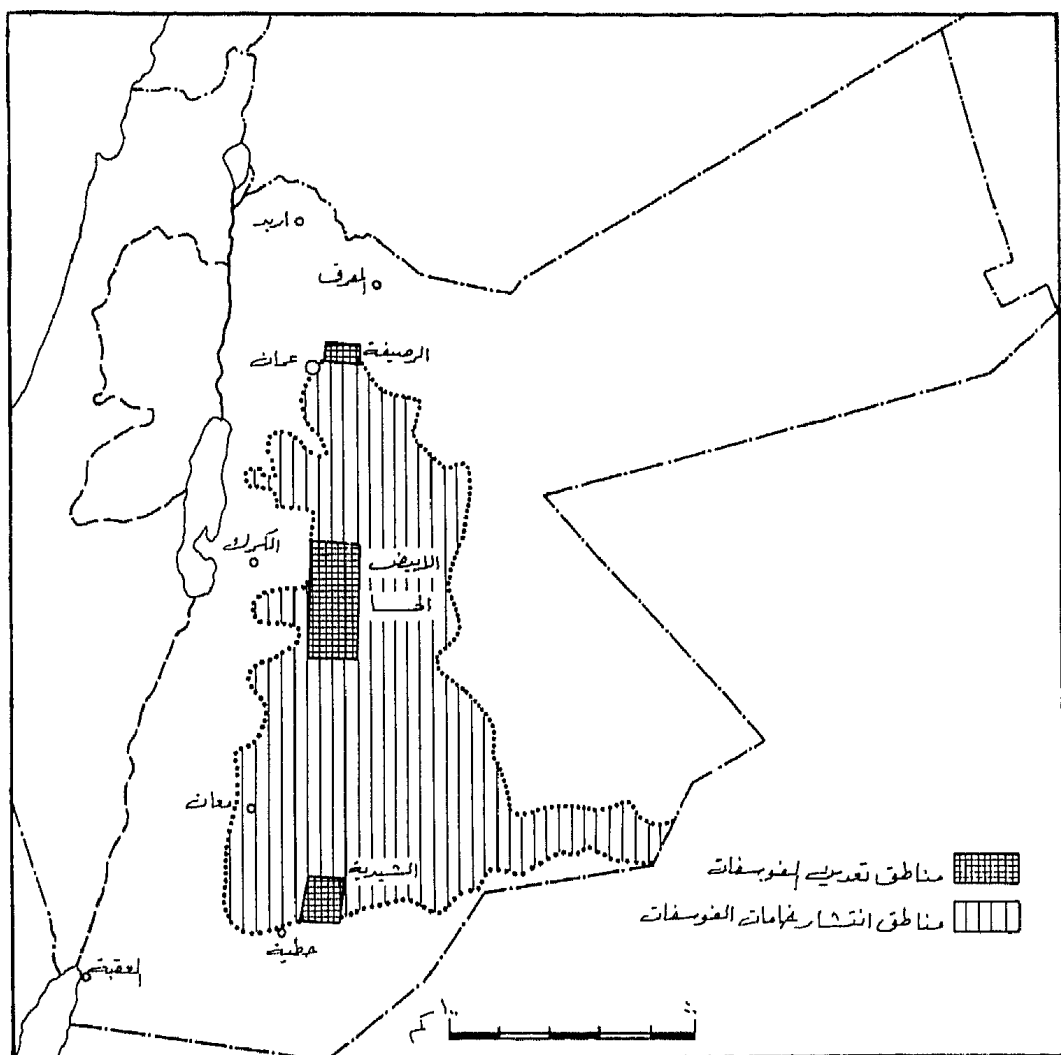 اربد
المفرق
الرصيفة
عمان
الكرك
الابيض
الحسا
معان
الشيدية
حطية
العقبة
مناطق تعدين الفوسفات
مناطق انتشار خامات الفوسفات
كم